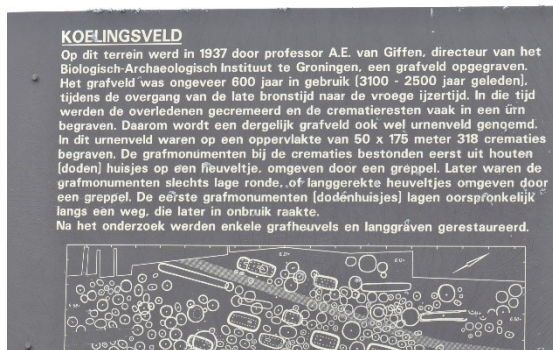 KOELINGSVELD
Op dit terrein werd in 1937 door professor A.E. van Giffen, directeur van het
Biologisch-Archaeologisch Instituut te Groningen, een grafveld opgegraven.
Het grafveld was ongeveer 600 jaar in gebruik [3100 - 2500 jaar geleden],
tijdens de overgang van de late bronstijd naar de vroege ijzertijd. In die tijd
werden de overledenen gecremeerd en de crematieresten vaak in een urn
begraven. Daarom wordt een dergelijk grafveld ook wel urnenveld genoemd.
In dit urnenveld waren op een oppervlakte van 50 x 175 meter 318 crematies
begraven. De grafmonumenten bij de crematies bestonden eerst uit houten
[doden] huisjes op een heuveltje, omgeven door een greppel. Later waren de
grafmonumenten slechts lage ronde, of langgerekte heuveltjes omgeven door
een greppel. De eerste grafmonumenten [dodenhuisjes] lagen oorspronkelijk
langs een weg, die later in onbruik raakte.
Na het onderzoek werden enkele grafheuvels en langgraven gerestaureerd.